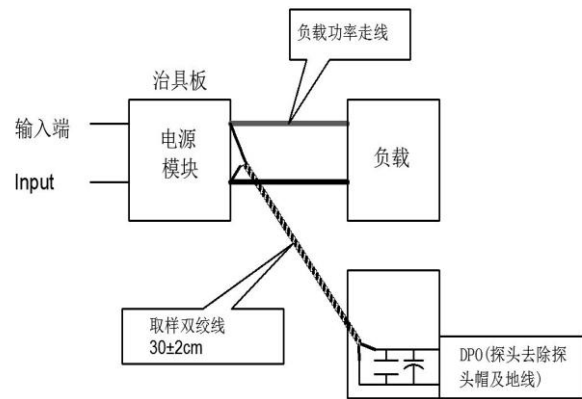 负载功率走线
治具板
输入端
电源
模块
负载
Input
取样双绞线
30±2cm
DPO(探头去除探
头帽及地线)